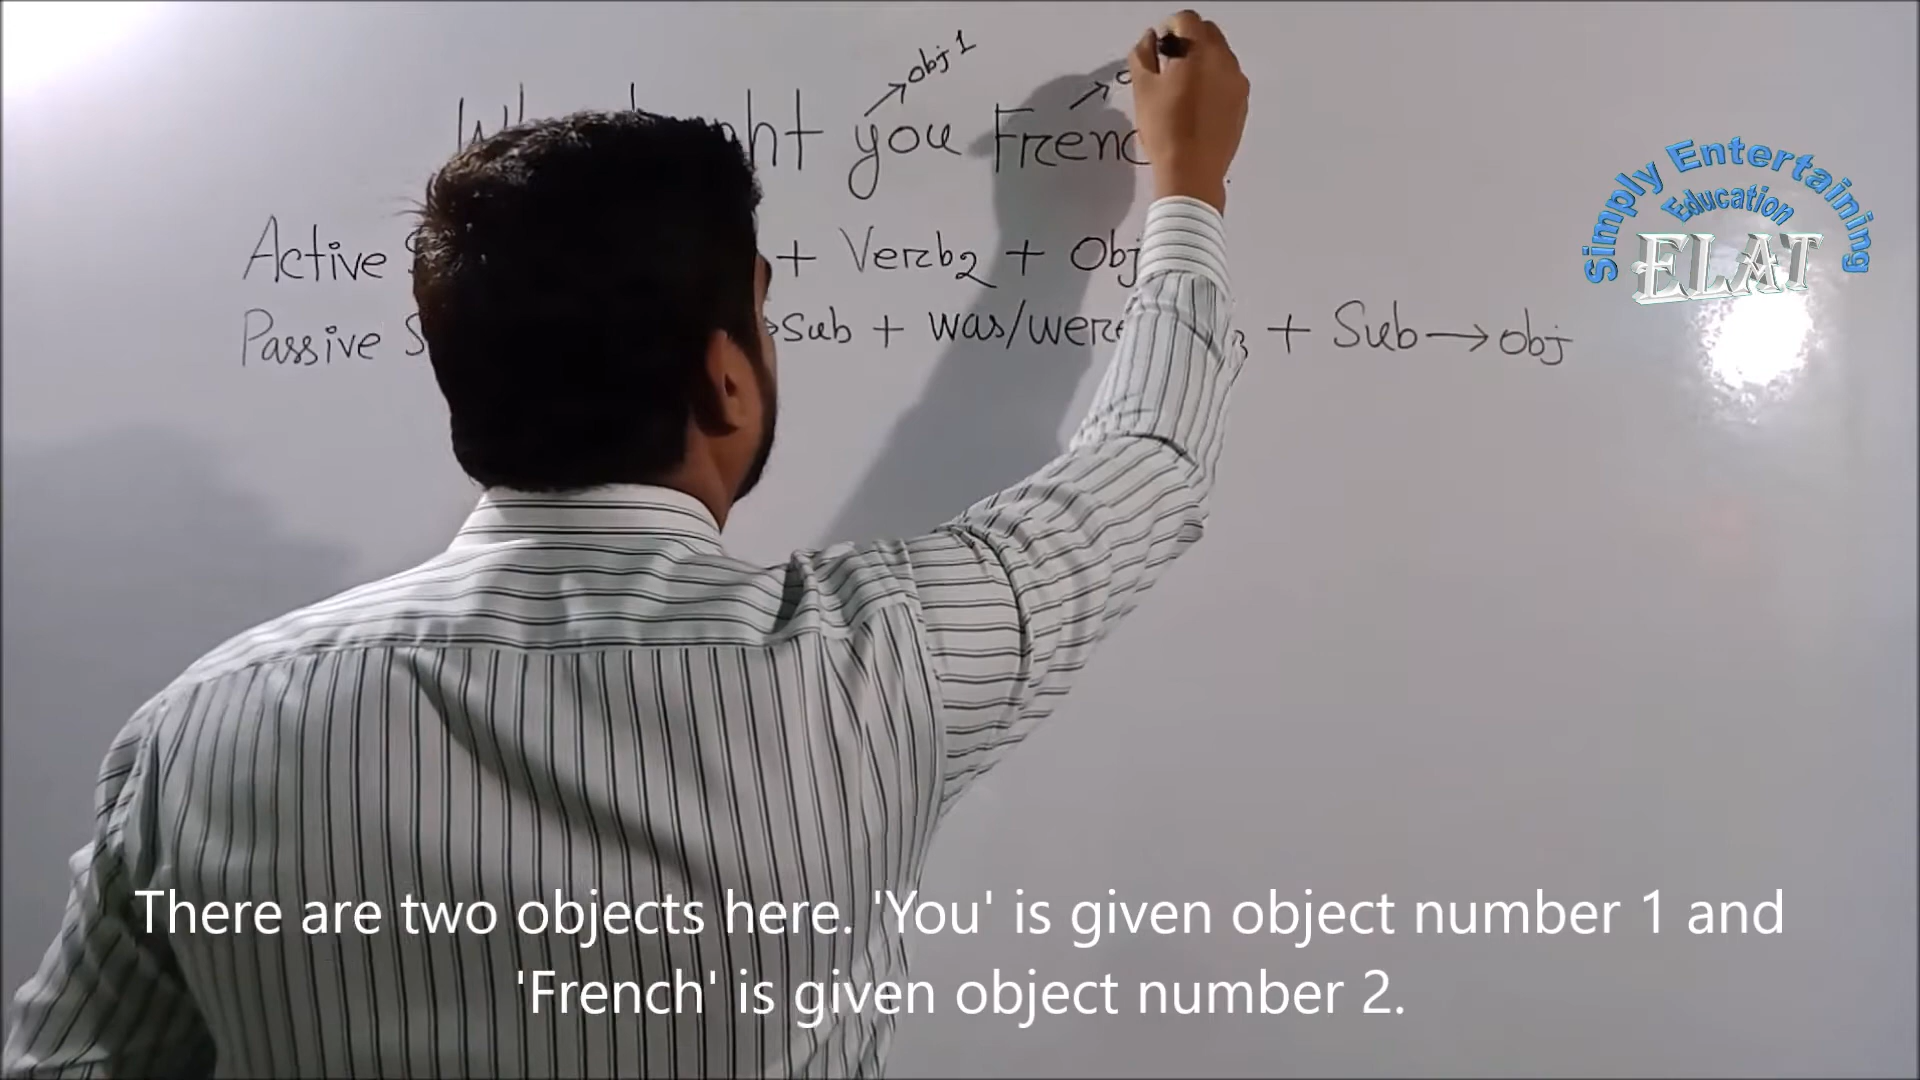 obj 1
you
Active + Verb2 + Obj
Passive Sub + was/were + Sub → obj
Simply Entertaining
Education
ELAT
There are two objects here. 'You' is given object number 1 and
'French' is given object number 2.